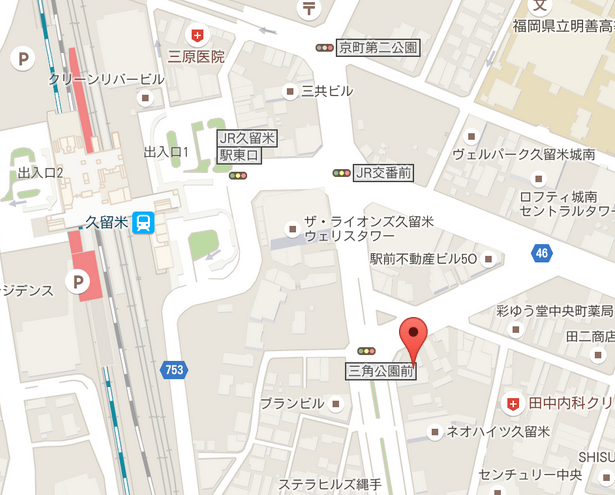 文
福岡県立明善高
京町第二公園
P
三原医院
クリーンリバービル
三共ビル
JR久留米
駅東口
出入口1
出入口2
JR交番前
ヴェルパーク久留米城南
ロフティ城南
セントラルタワー
久留米
ザ・ライオンズ久留米
ウェリスタワー
46
駅前不動産ビル50
P
ジデンス
彩ゆう堂中央町薬局
田二商店
753
三角公園前
ブランビル
田中内科クリ
ネオハイツ久留米
SHISU
センチュリー中央
ステラヒルズ縄手